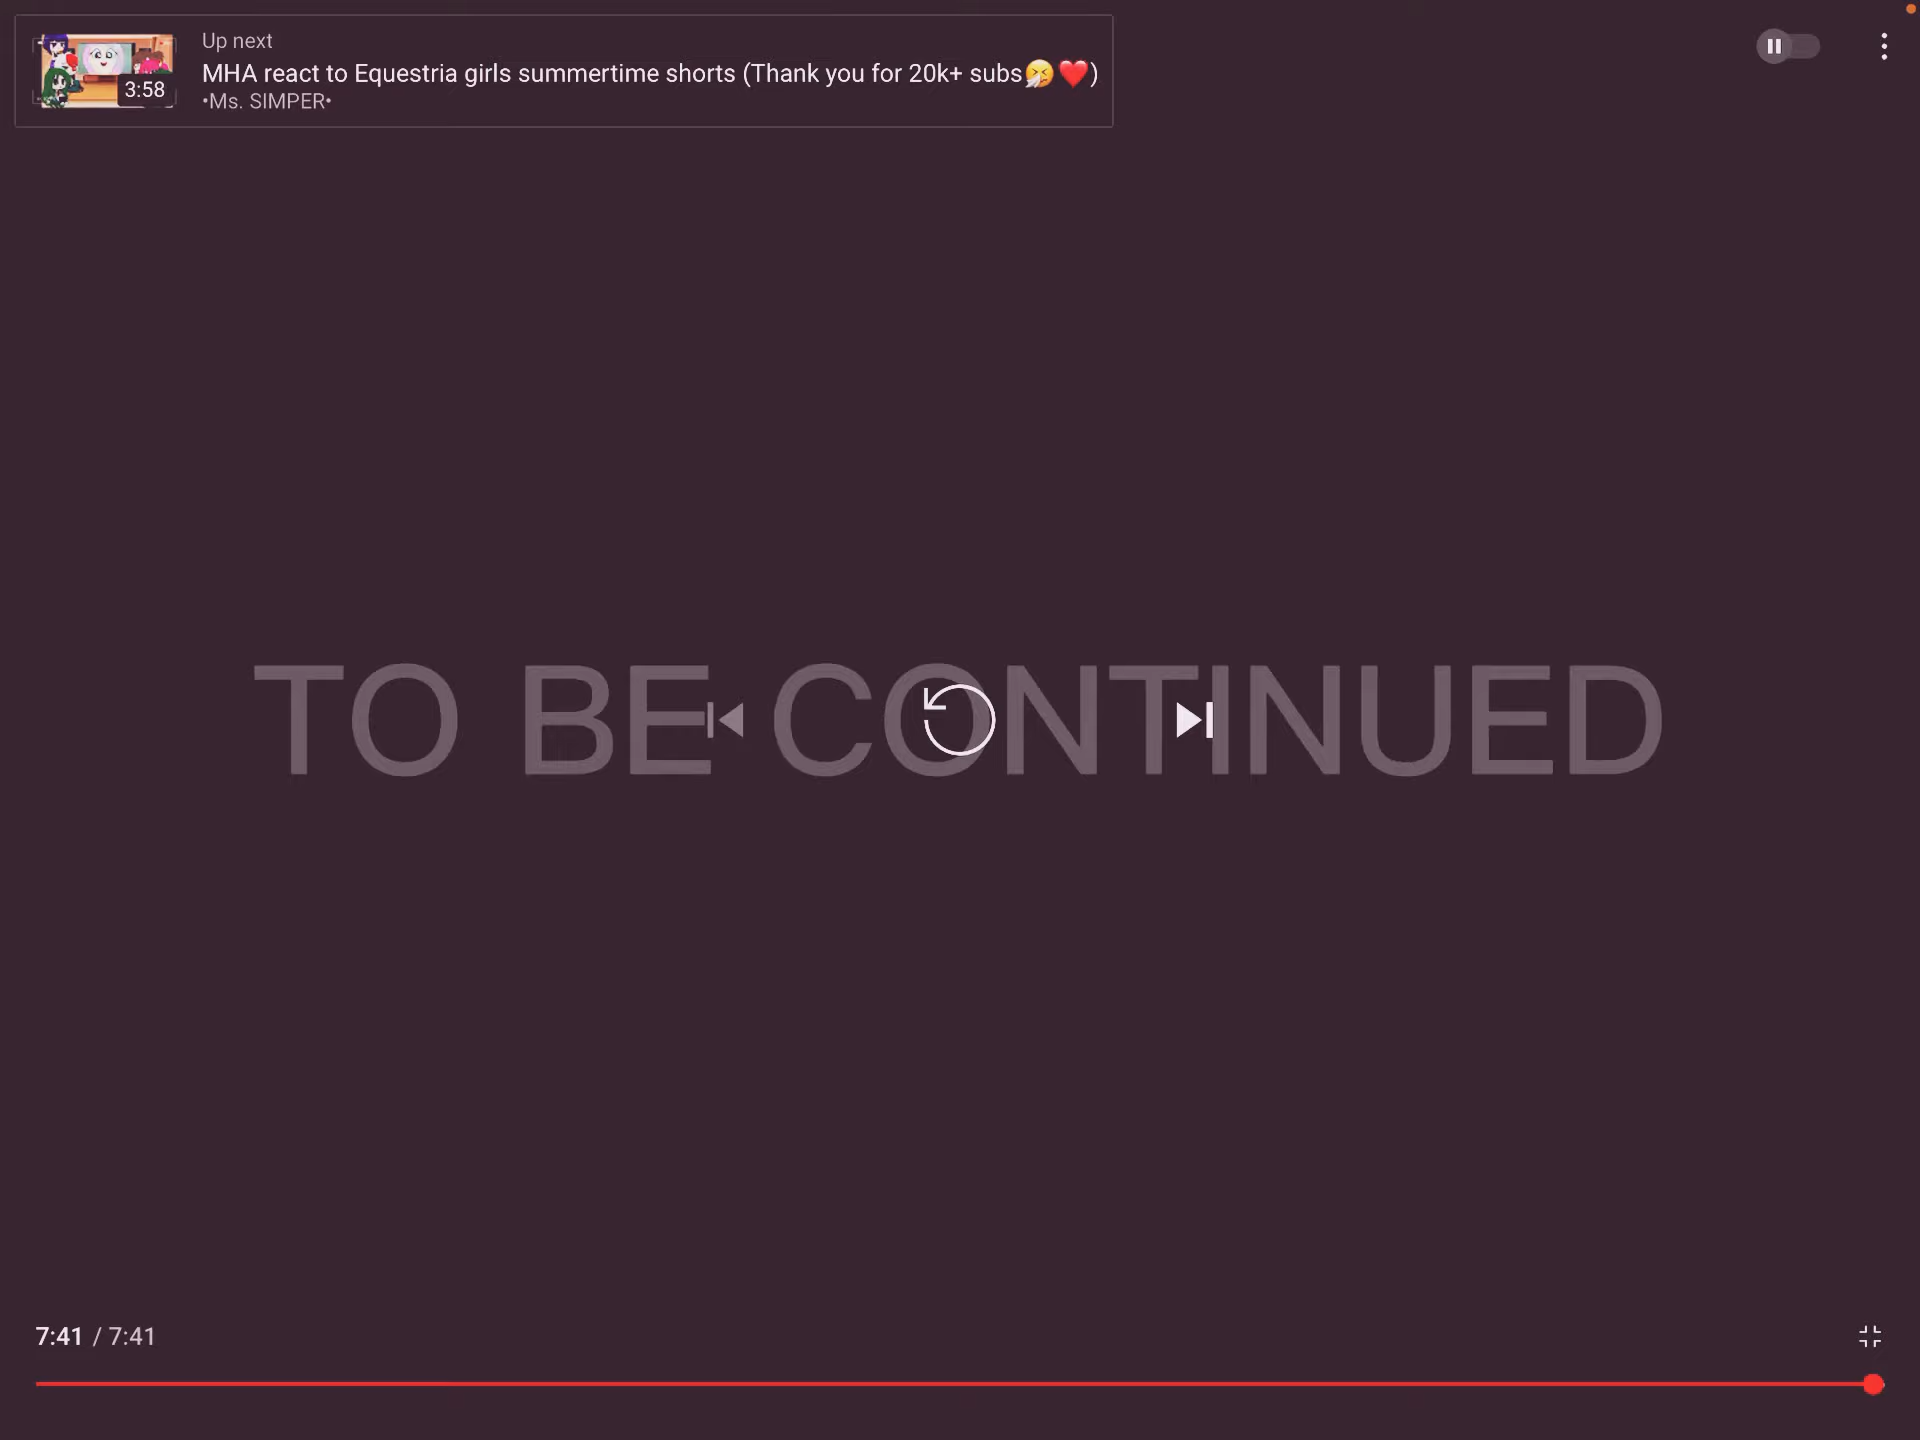 Up next
MHA react to Equestria girls summertime shorts (Thank you for 20k+ subs🤧❤️)
3:58
•Ms. SIMPER•
TO BE CONTINUED
7:41 / 7:41